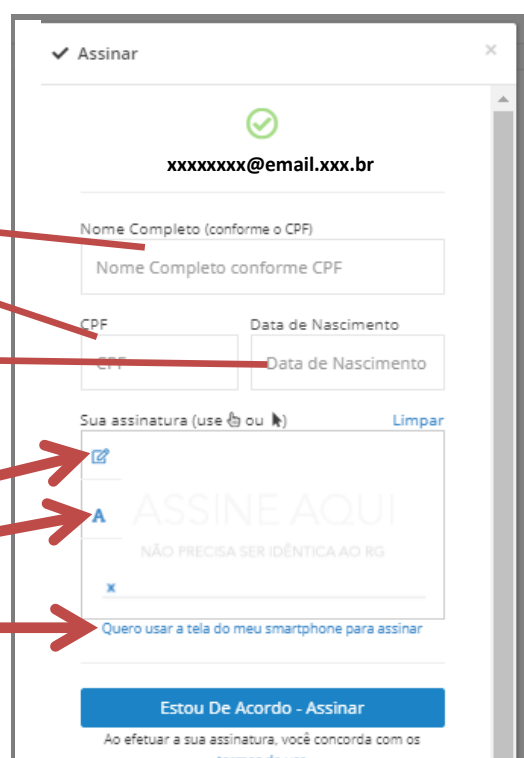 Assinar
xxxxxxxx@email.xxx.br
Nome Completo (conforme o CPF)
Nome Completo conforme CPF
CPF Data de Nascimento
CPF Data de Nascimento
Sua assinatura (use ou ) Limpar
A
ASSINE AQUI
NÃO PRECISA SER IDÊNTICA AO RG
x
Quero usar a tela do meu smartphone para assinar
Estou De Acordo - Assinar
Ao efetuar a sua assinatura, você concorda com os